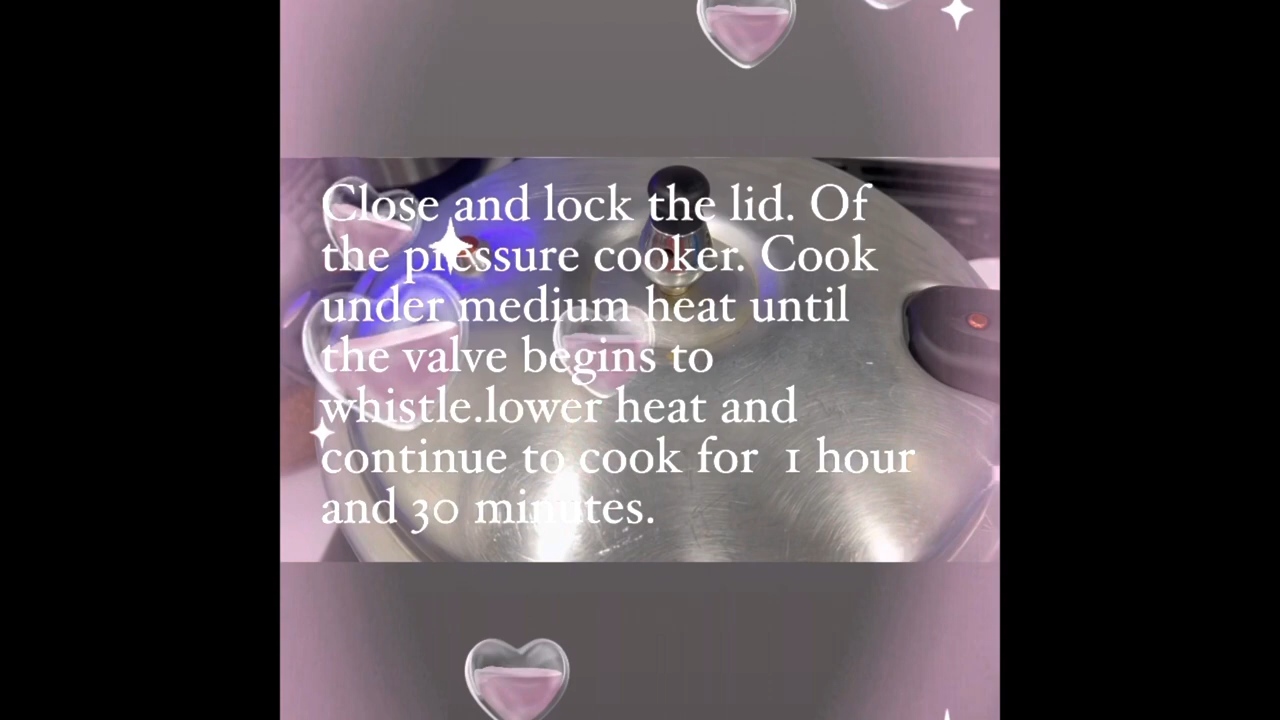 Close and lock the lid. Of
the pressure cooker. Cook
under medium heat until
the valve begins to
whistle.lower heat and
continue to cook for  1 hour
and 30 minutes.